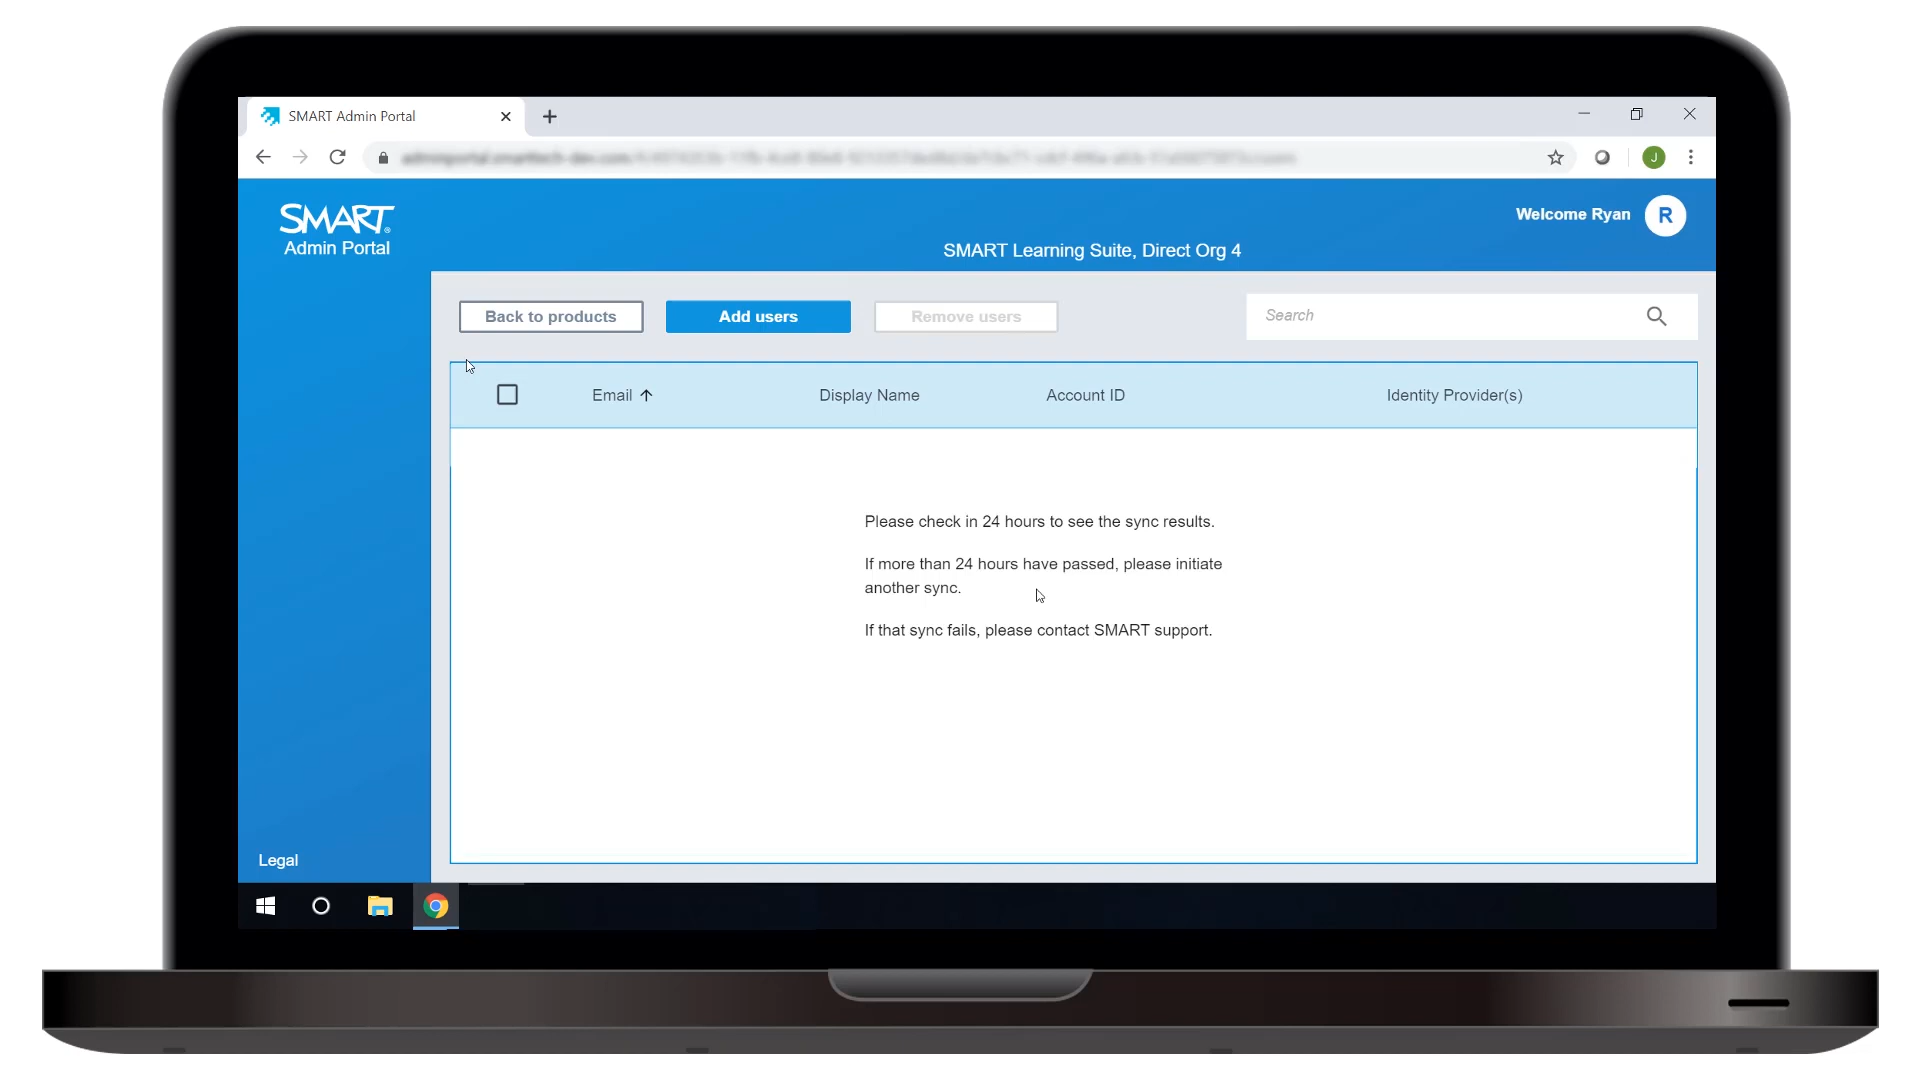 SMART Admin Portal
J
SMART
Admin Portal
Welcome Ryan
R
SMART Learning Suite, Direct Org 4
Back to products
Add users
Remove users
Search
Email
Display Name
Account ID
Identity Provider(s)
Please check in 24 hours to see the sync results.
If more than 24 hours have passed, please initiate
another sync.
If that sync fails, please contact SMART support.
Legal